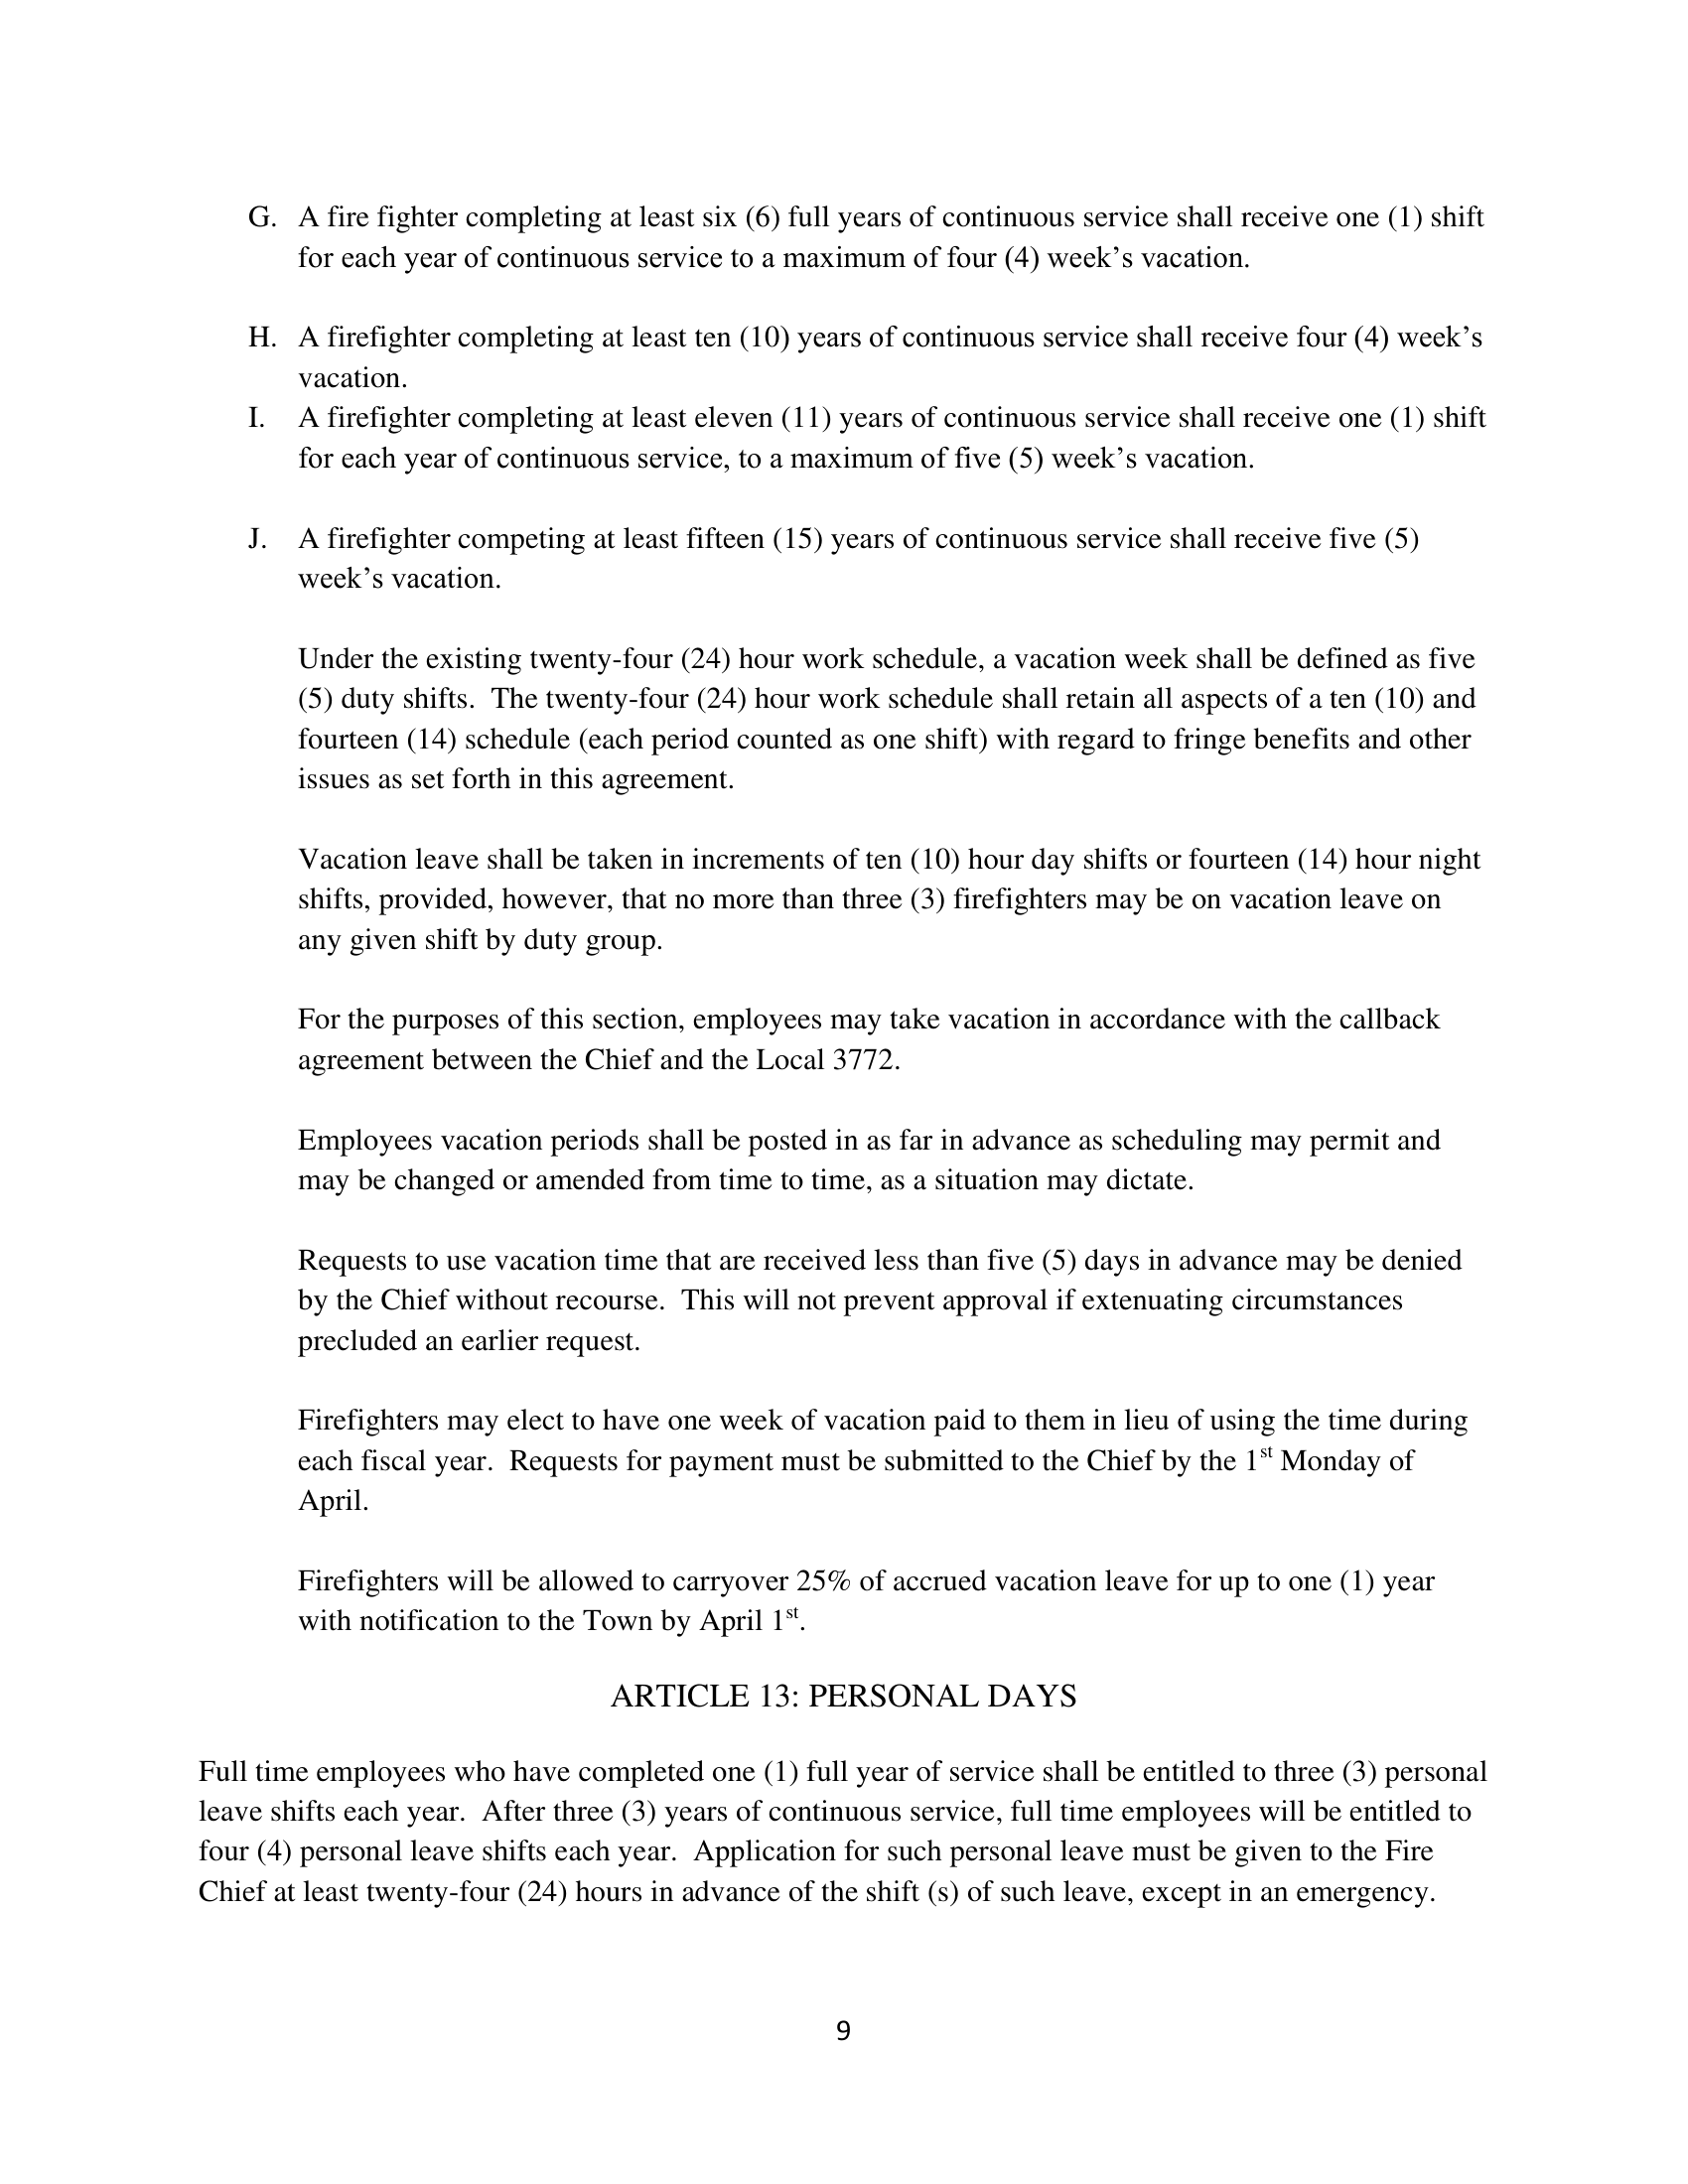 G. A fire fighter completing at least six (6) full years of continuous service shall receive one (1) shift
for each year of continuous service to a maximum of four (4) week’s vacation.
H. A firefighter completing at least ten (10) years of continuous service shall receive four (4) week’s
vacation.
I. A firefighter completing at least eleven (11) years of continuous service shall receive one (1) shift
for each year of continuous service, to a maximum of five (5) week’s vacation.
J. A firefighter competing at least fifteen (15) years of continuous service shall receive five (5)
week’s vacation.
Under the existing twenty-four (24) hour work schedule, a vacation week shall be defined as five
(5) duty shifts. The twenty-four (24) hour work schedule shall retain all aspects of a ten (10) and
fourteen (14) schedule (each period counted as one shift) with regard to fringe benefits and other
issues as set forth in this agreement.
Vacation leave shall be taken in increments of ten (10) hour day shifts or fourteen (14) hour night
shifts, provided, however, that no more than three (3) firefighters may be on vacation leave on
any given shift by duty group.
For the purposes of this section, employees may take vacation in accordance with the callback
agreement between the Chief and the Local 3772.
Employees vacation periods shall be posted in as far in advance as scheduling may permit and
may be changed or amended from time to time, as a situation may dictate.
Requests to use vacation time that are received less than five (5) days in advance may be denied
by the Chief without recourse. This will not prevent approval if extenuating circumstances
precluded an earlier request.
Firefighters may elect to have one week of vacation paid to them in lieu of using the time during
each fiscal year. Requests for payment must be submitted to the Chief by the 1st Monday of
April.
Firefighters will be allowed to carryover 25% of accrued vacation leave for up to one (1) year
with notification to the Town by April 1st.
ARTICLE 13: PERSONAL DAYS
Full time employees who have completed one (1) full year of service shall be entitled to three (3) personal
leave shifts each year. After three (3) years of continuous service, full time employees will be entitled to
four (4) personal leave shifts each year. Application for such personal leave must be given to the Fire
Chief at least twenty-four (24) hours in advance of the shift (s) of such leave, except in an emergency.
9